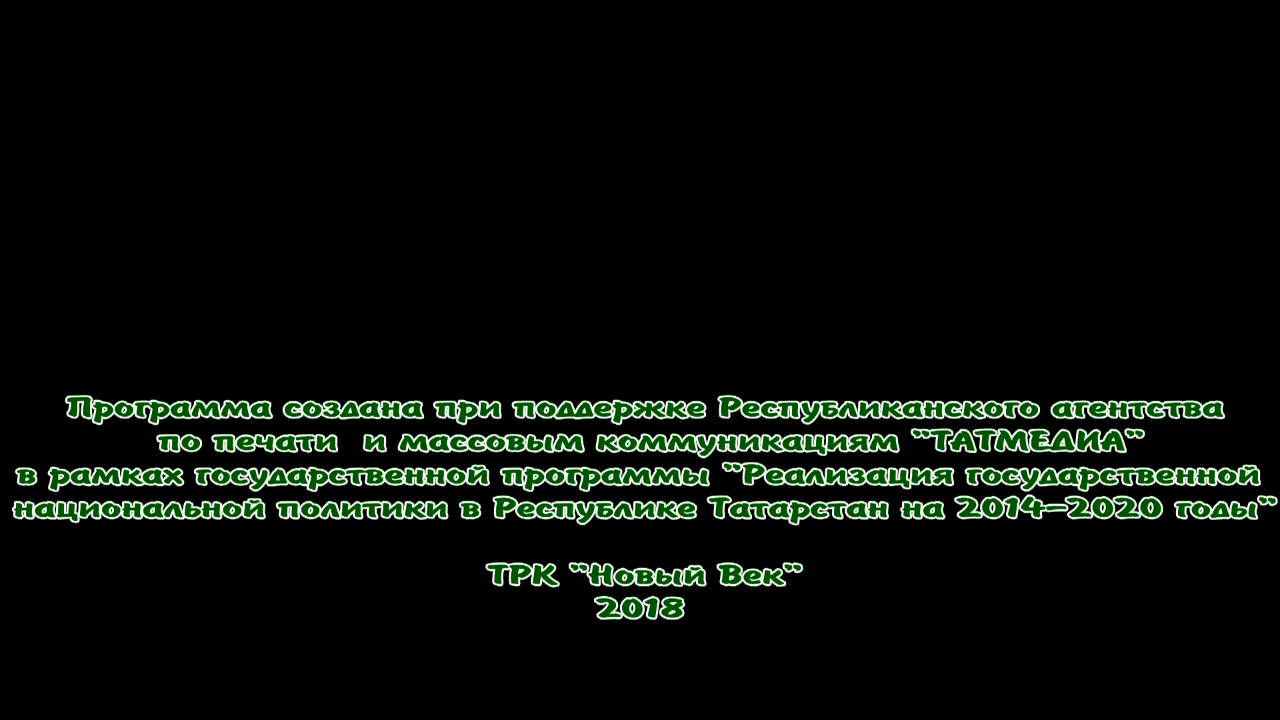 Программа создана при поддержке Республиканского агентства
по печати  и массовым коммуникациям "ТАТМЕДИА"
в рамках государственной программы "Реализация государственной
национальной политики в Республике Татарстан на 2014-2020 годы"
ТРК "Новый Век"
2018